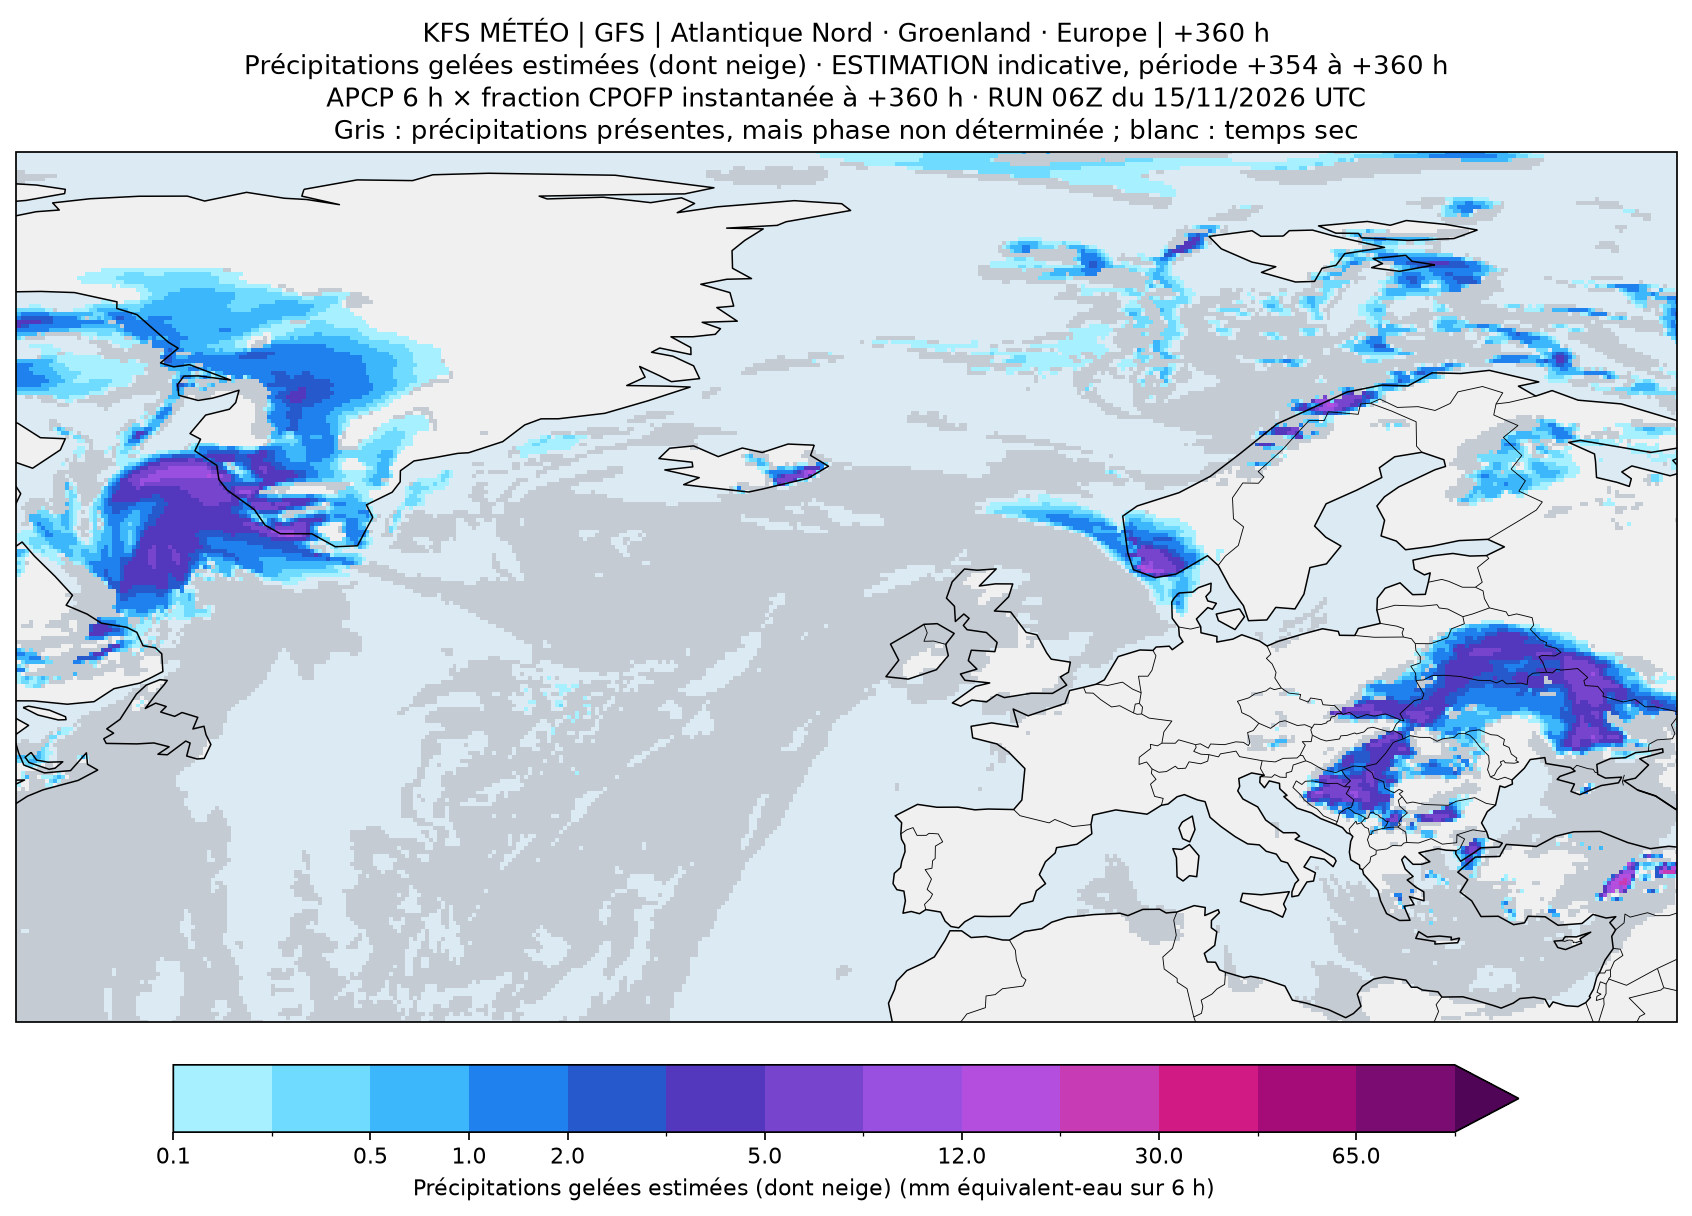 KFS MÉTÉO | GFS | Atlantique Nord · Groenland · Europe | +360 h
Précipitations gelées estimées (dont neige) · ESTIMATION indicative, période +354 à +360 h
APCP 6 h × fraction CPOFP instantanée à +360 h · RUN 06Z du 15/11/2026 UTC
Gris : précipitations présentes, mais phase non déterminée ; blanc : temps sec
0.1 0.5 1.0 2.0 5.0 12.0 30.0 65.0
Précipitations gelées estimées (dont neige) (mm équivalent-eau sur 6 h)